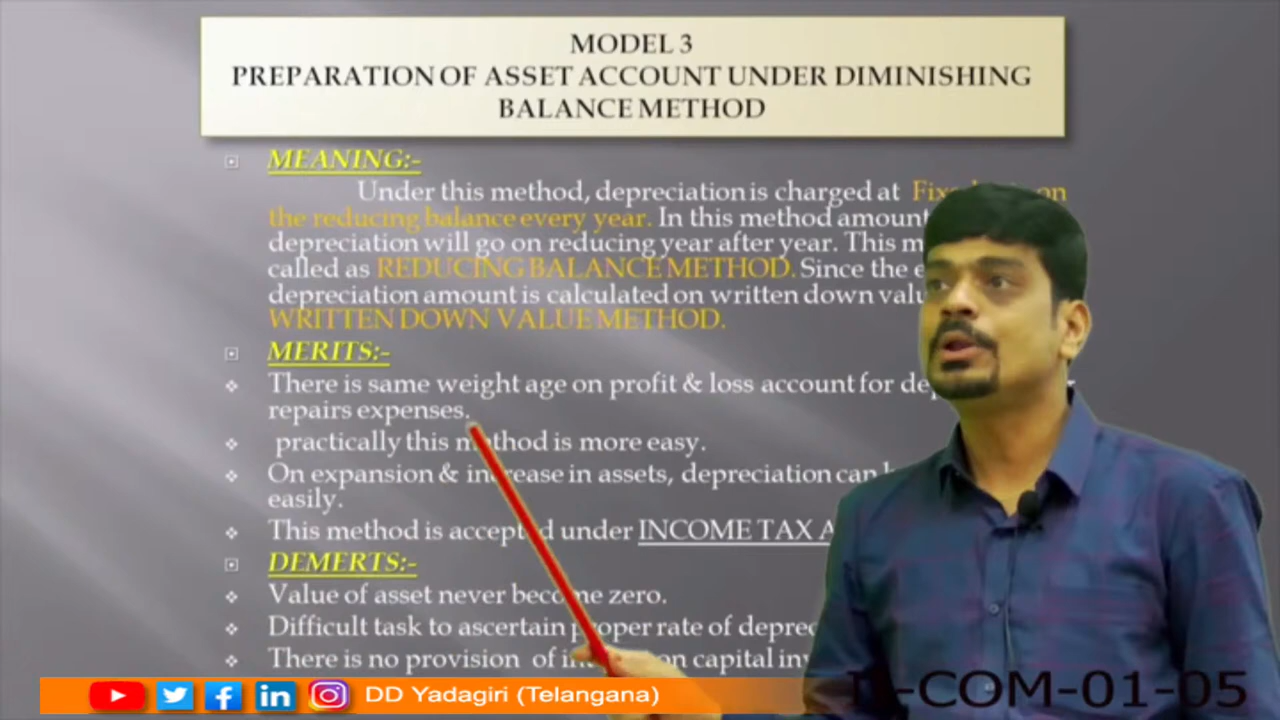 MODEL 3
PREPARATION OF ASSET ACCOUNT UNDER DIMINISHING
BALANCE METHOD
MEANING:-
Under this method, depreciation is charged at on
the reducing balance every year. In this method amount
depreciation will go on reducing year after year. This
called as REDUCING BALANCE METHOD. Since the
depreciation amount is calculated on written down
WRITTEN DOWN VALUE METHOD.
MERITS:-
There is same weight age on profit & loss account for
repairs expenses.
practically this method is more easy.
On expansion & increase in assets, depreciation can
easily.
This method is accepted under INCOME TAX
DEMERTS:-
Value of asset never become zero.
Difficult task to ascertain proper rate of
There is no provision of on capital
DD Yadagiri (Telangana)
-COM-01-05